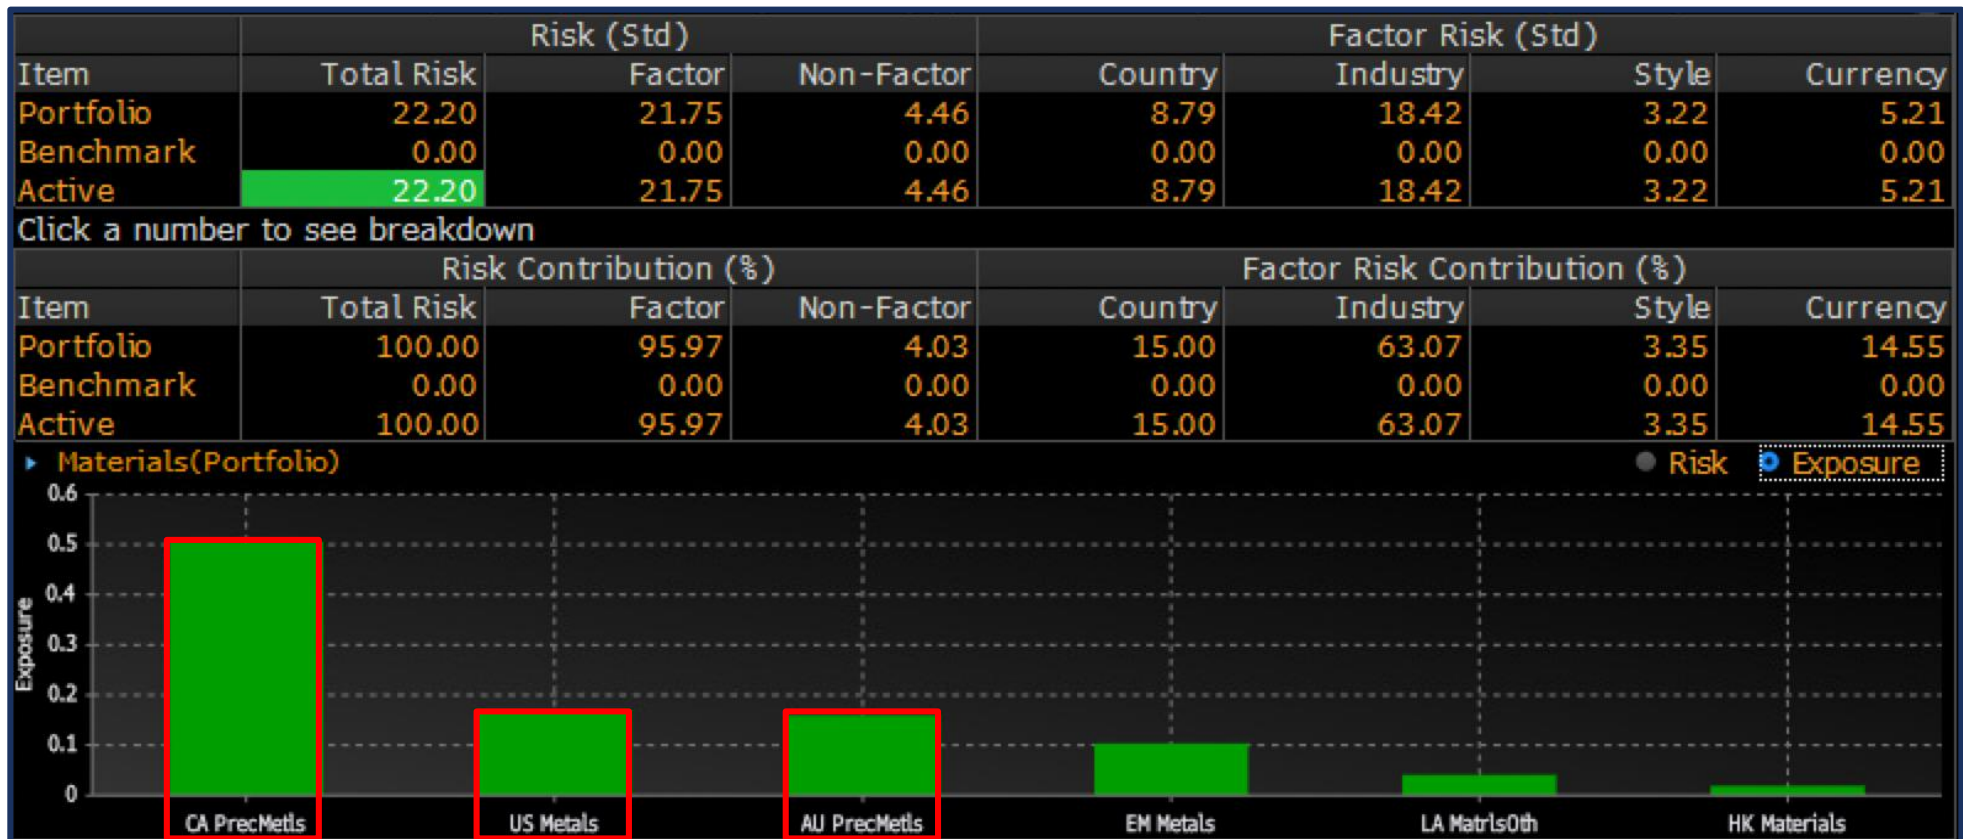 Risk (Std) Factor Risk (Std)
Item Total Risk Factor Non-Factor Country Industry Style Currency
Portfolio 22.20 21.75 4.46 8.79 18.42 3.22 5.21
Benchmark 0.00 0.00 0.00 0.00 0.00 0.00 0.00
Active 22.20 21.75 4.46 8.79 18.42 3.22 5.21
Click a number to see breakdown
Risk Contribution (%) Factor Risk Contribution (%)
Item Total Risk Factor Non-Factor Country Industry Style Currency
Portfolio 100.00 95.97 4.03 15.00 63.07 3.35 14.55
Benchmark 0.00 0.00 0.00 0.00 0.00 0.00 0.00
Active 100.00 95.97 4.03 15.00 63.07 3.35 14.55
Materials(Portfolio) Risk Exposure
0.6
0.5
0.4
0.3
0.2
0.1
0
Exposure
CA PrecMetls US Metals AU PrecMetls EM Metals LA MatrlsOth HK Materials